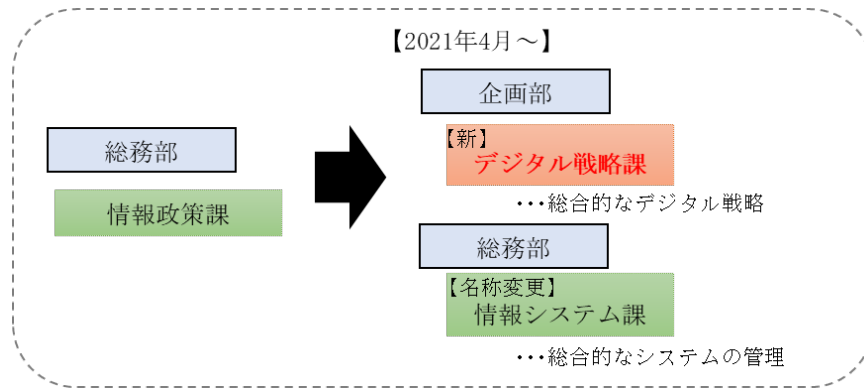 【2021年4月～】
総務部
情報政策課
企画部
【新】
デジタル戦略課
･･･総合的なデジタル戦略
総務部
【名称変更】
情報システム課
･･･総合的なシステムの管理